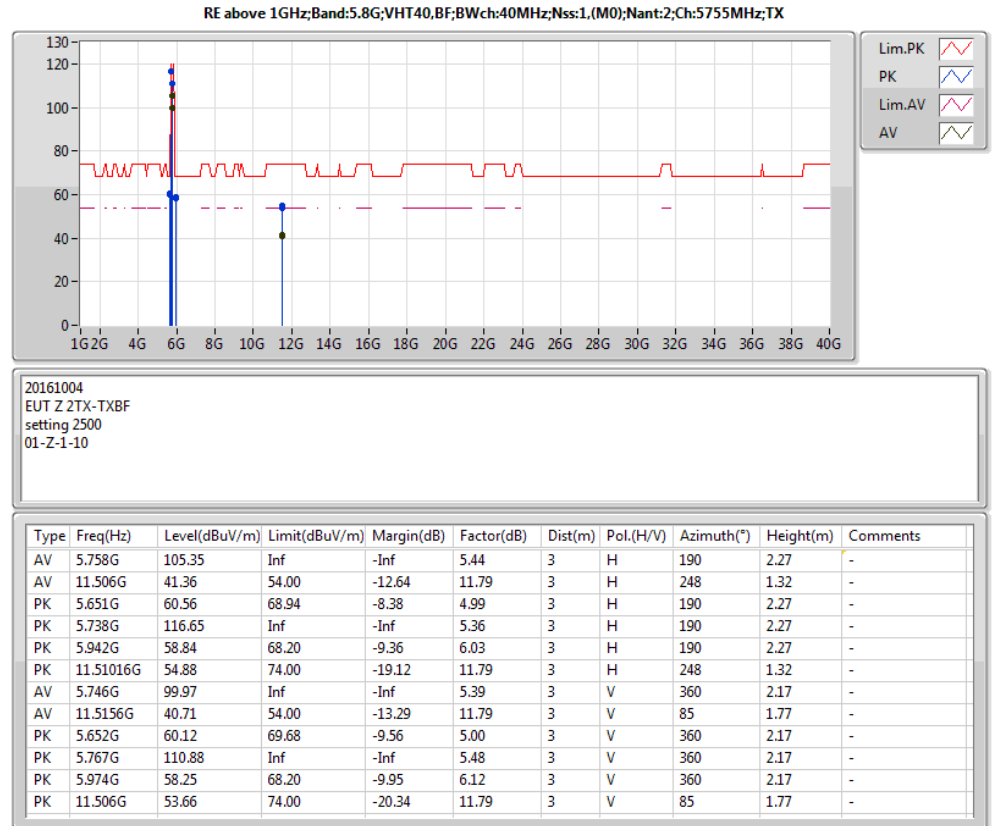 RE above 1GHz;Band:5.8G;VHT40,BF;BWch:40MHz;Nss:1,(M0);Nant:2;Ch:5755MHz;TX
130
120
100
80
60
40
20
0
1G 2G 4G 6G 8G 10G 12G 14G 16G 18G 20G 22G 24G 26G 28G 30G 32G 34G 36G 38G 40G
Lim.PK
PK
Lim.AV
AV
20161004
EUT Z 2TX-TXBF
setting 2500
01-Z-1-10
Type Freq(Hz) Level(dBuV/m) Limit(dBuV/m) Margin(dB) Factor(dB) Dist(m) Pol.(H/V) Azimuth(°) Height(m) Comments
AV 5.758G 105.35 Inf -Inf 5.44 3 H 190 2.27 -
AV 11.506G 41.36 54.00 -12.64 11.79 3 H 248 1.32 -
PK 5.651G 60.56 68.94 -8.38 4.99 3 H 190 2.27 -
PK 5.738G 116.65 Inf -Inf 5.36 3 H 190 2.27 -
PK 5.942G 58.84 68.20 -9.36 6.03 3 H 190 2.27 -
PK 11.51016G 54.88 74.00 -19.12 11.79 3 H 248 1.32 -
AV 5.746G 99.97 Inf -Inf 5.39 3 V 360 2.17 -
AV 11.5156G 40.71 54.00 -13.29 11.79 3 V 85 1.77 -
PK 5.652G 60.12 69.68 -9.56 5.00 3 V 360 2.17 -
PK 5.767G 110.88 Inf -Inf 5.48 3 V 360 2.17 -
PK 5.974G 58.25 68.20 -9.95 6.12 3 V 360 2.17 -
PK 11.506G 53.66 74.00 -20.34 11.79 3 V 85 1.77 -